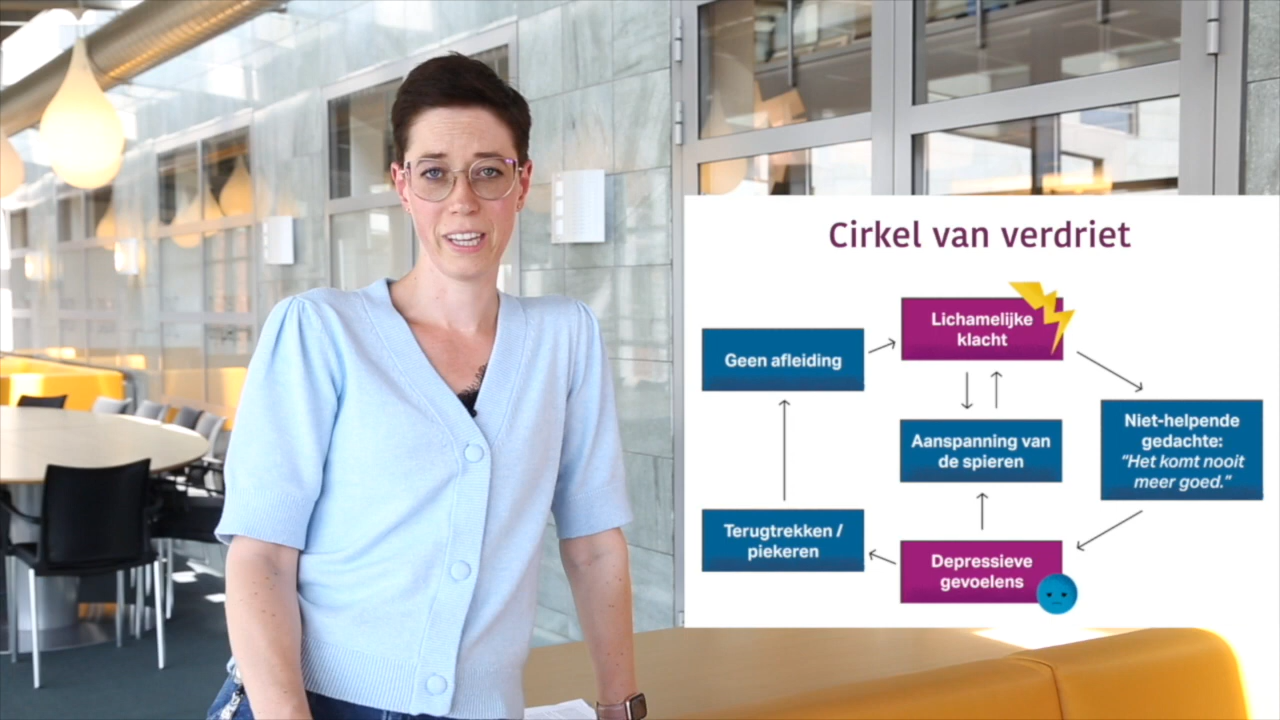 Cirkel van verdriet
Lichamelijke
klacht
Geen afleiding
Aanspanning van
de spieren
Niet-helpende
gedachte:
“Het komt nooit
meer goed.”
Terugtrekken /
piekeren
Depressieve
gevoelens